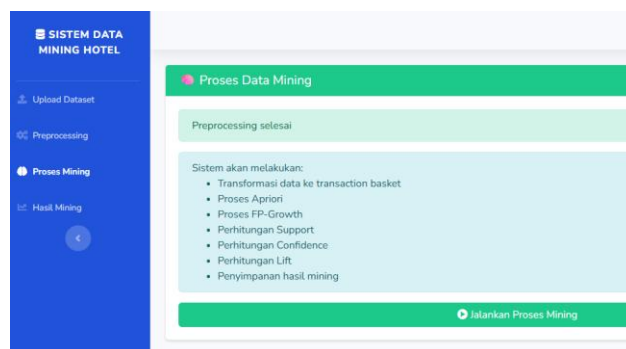 SISTEM DATA
MINING HOTEL
Upload Dataset
Preprocessing
Proses Mining
Hasil Mining
Proses Data Mining
Preprocessing selesai
Sistem akan melakukan:
• Transformasi data ke transaction basket
• Proses Apriori
• Proses FP-Growth
• Perhitungan Support
• Perhitungan Confidence
• Perhitungan Lift
• Penyimpanan hasil mining
Jalankan Proses Mining